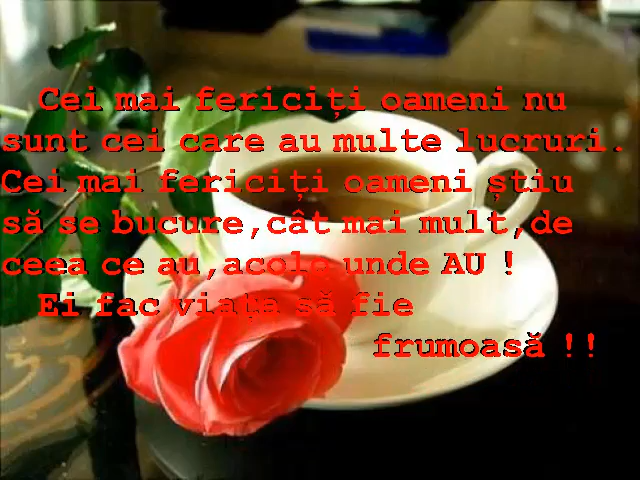 Cei mai fericiți oameni nu
sunt cei care au multe lucruri.
Cei mai fericiți oameni știu
să se bucure,cât mai mult,de
ceea ce au,acolo unde AU !
Ei fac viața să fie
frumoasă !!